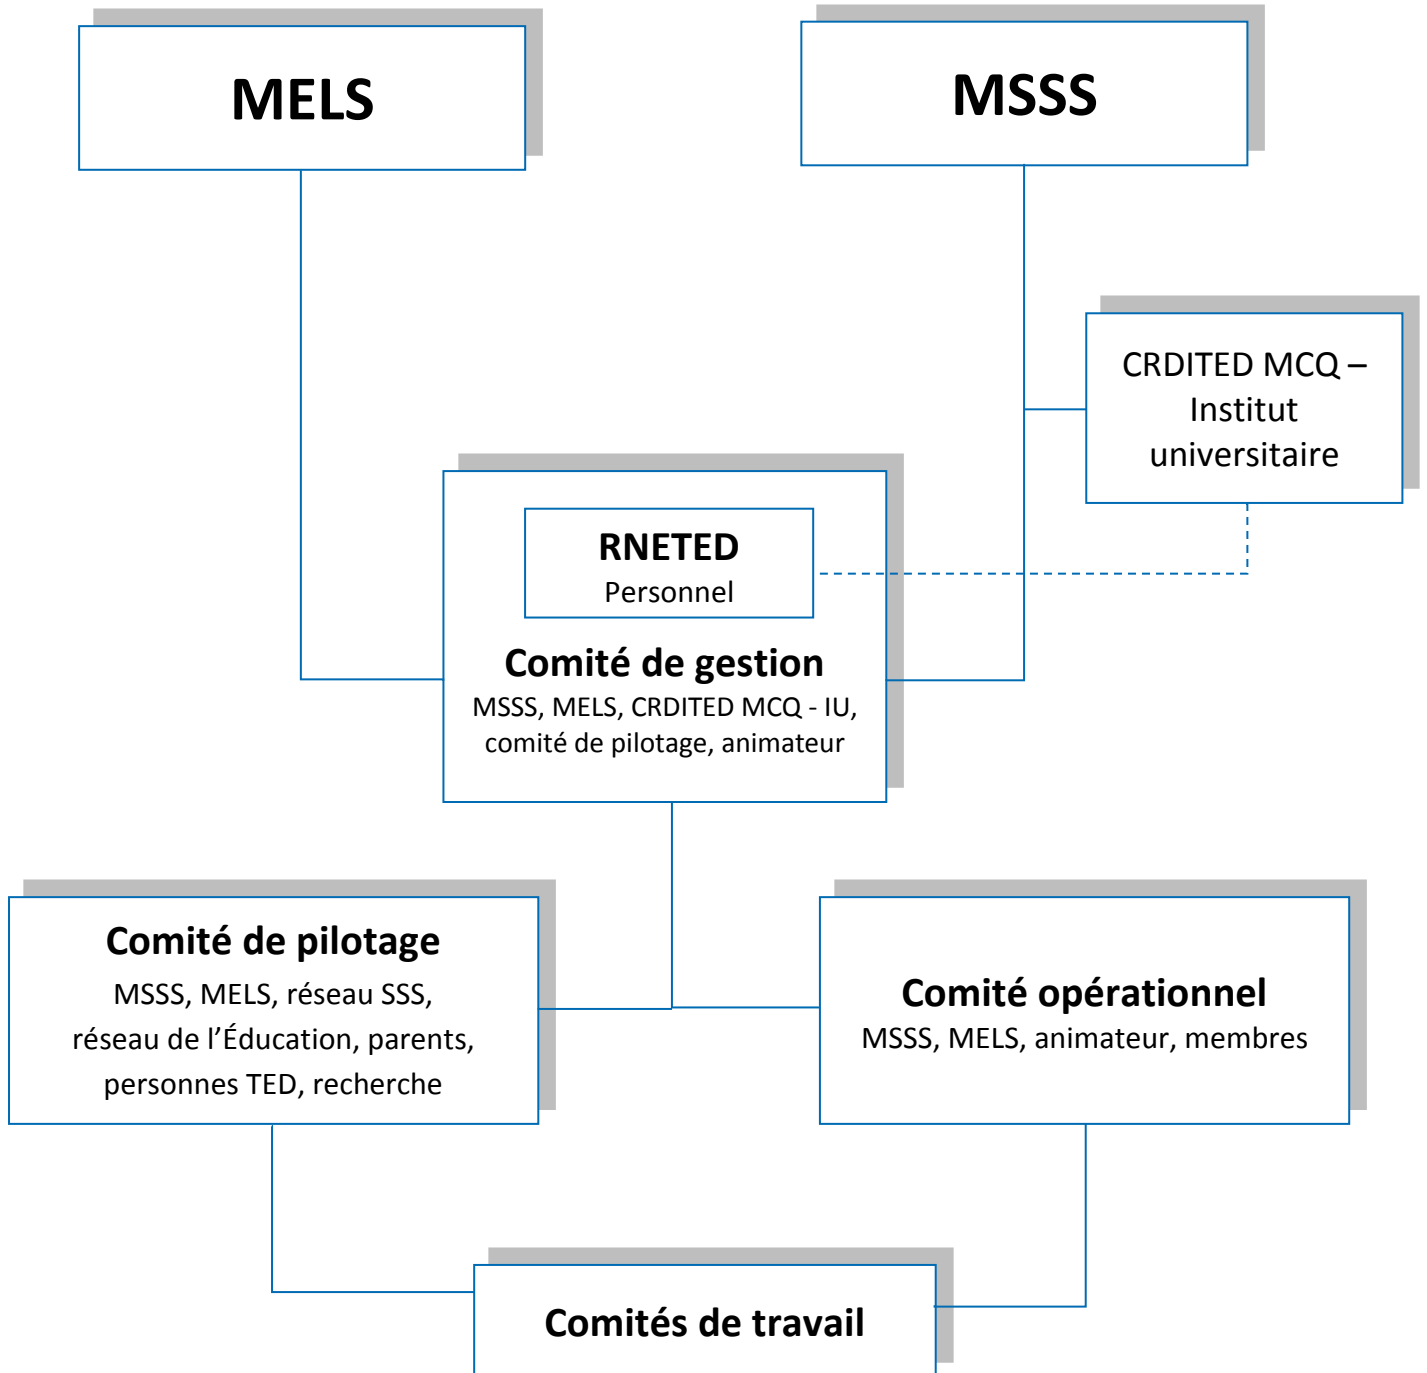 MELS
MSSS
CRDITED MCQ –
Institut
universitaire
RNETED
Personnel
Comité de gestion
MSSS, MELS, CRDITED MCQ - IU,
comité de pilotage, animateur
Comité de pilotage
MSSS, MELS, réseau SSS,
réseau de l’Éducation, parents,
personnes TED, recherche
Comité opérationnel
MSSS, MELS, animateur, membres
Comités de travail